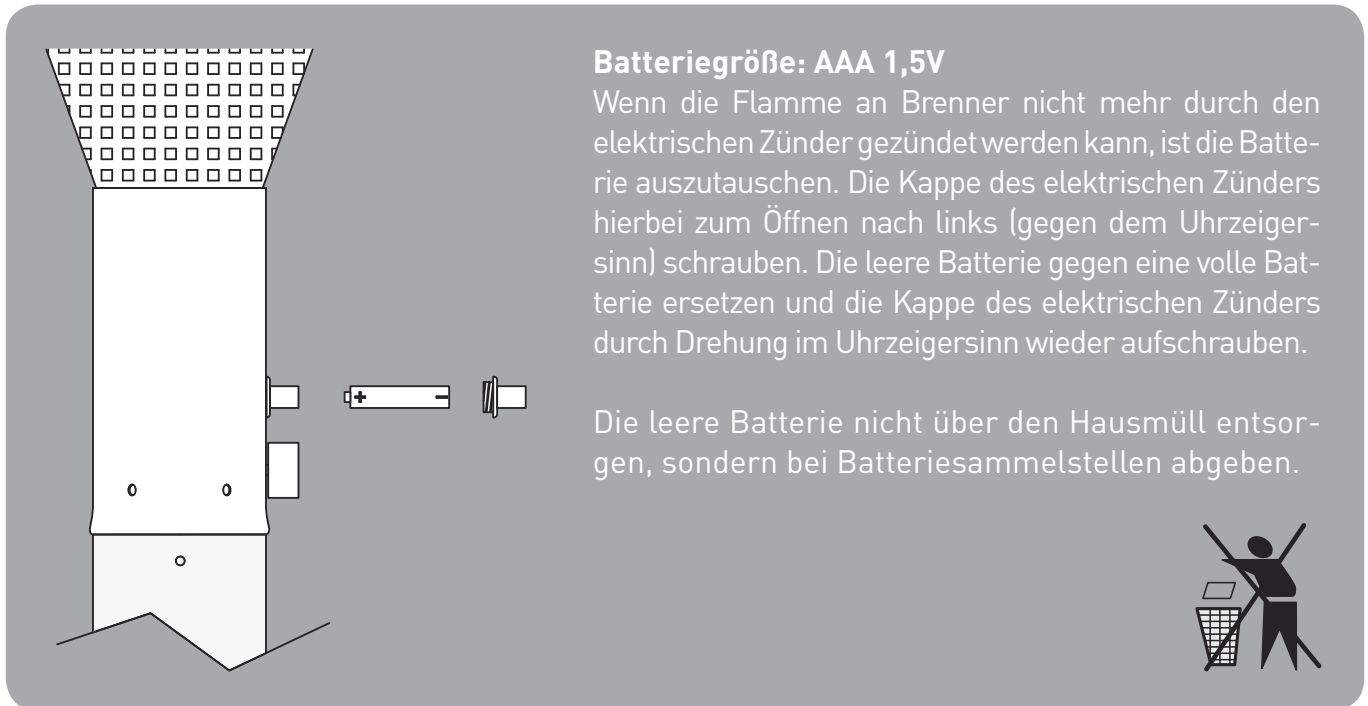 Batteriegröße: AAA 1,5V
Wenn die Flamme an Brenner nicht mehr durch den
elektrischen Zünder gezündet werden kann, ist die Batte-
rie auszutauschen. Die Kappe des elektrischen Zünders
hierbei zum Öffnen nach links (gegen dem Uhrzeiger-
sinn) schrauben. Die leere Batterie gegen eine volle Bat-
terie ersetzen und die Kappe des elektrischen Zünders
durch Drehung im Uhrzeigersinn wieder aufschrauben.
+ −
Die leere Batterie nicht über den Hausmüll entsor-
gen, sondern bei Batteriesammelstellen abgeben.